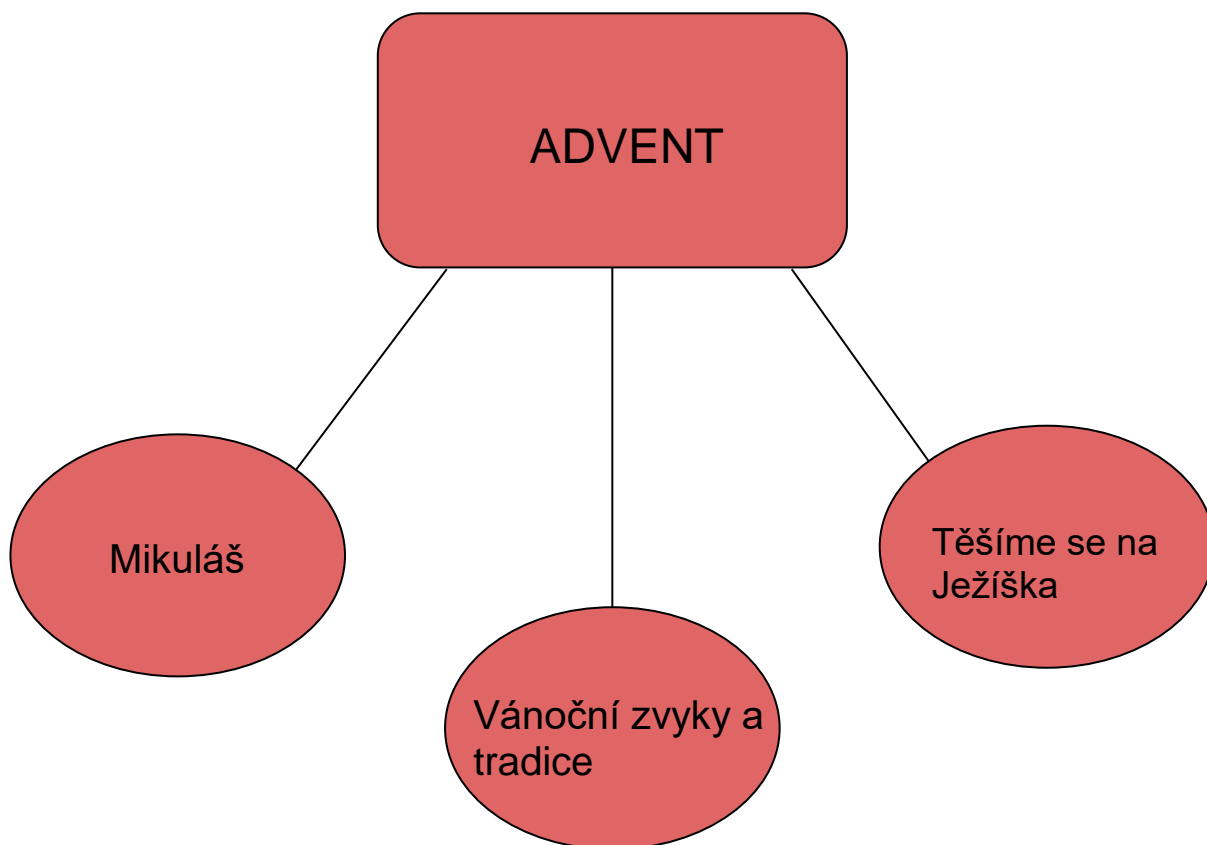 ADVENT
Mikuláš
Těšíme se na
Ježíška
Vánoční zvyky a
tradice